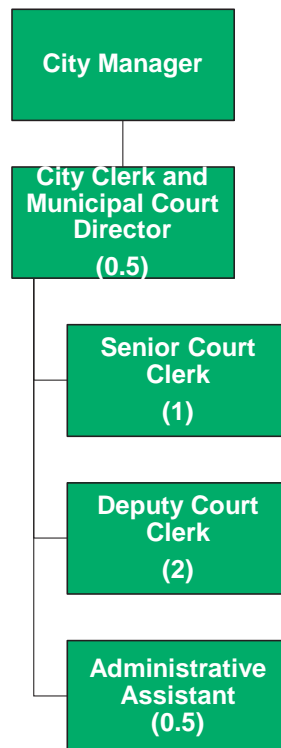 City Manager
City Clerk and
Municipal Court
Director
(0.5)
Senior Court
Clerk
(1)
Deputy Court
Clerk
(2)
Administrative
Assistant
(0.5)